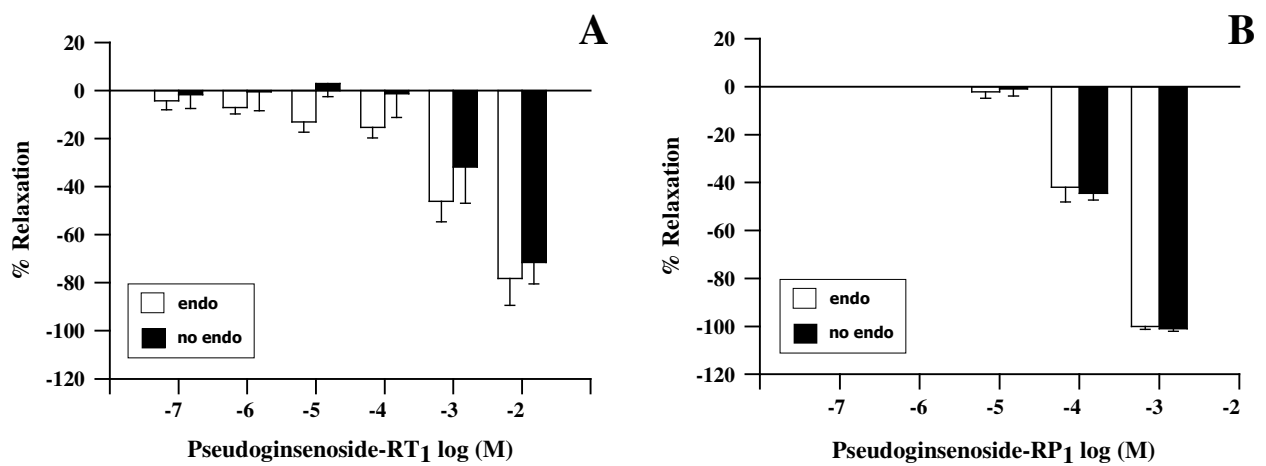 A
20
0
-20
-40
-60
-80
-100
-120
% Relaxation
endo
no endo
-7 -6 -5 -4 -3 -2
Pseudoginsenoside-RT1 log (M)
B
20
0
-20
-40
-60
-80
-100
-120
% Relaxation
endo
no endo
-7 -6 -5 -4 -3 -2
Pseudoginsenoside-RP1 log (M)